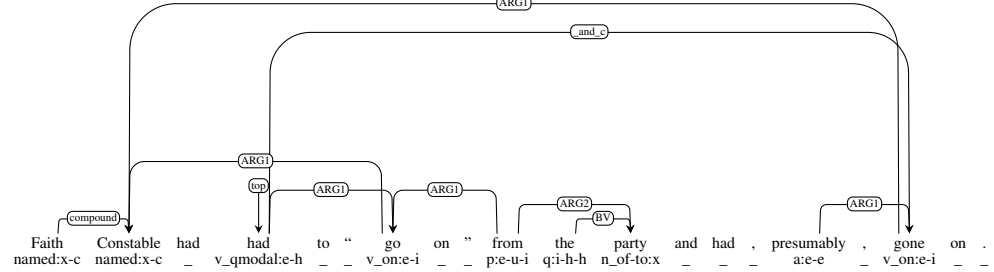 ARG1
_and_c
ARG1
top
ARG1
ARG1
ARG2
compound
BV
ARG1
Faith Constable had had to “ go on ” from the party and had , presumably , gone on .
named:x-c named:x-c _ v_qmodal:e-h _ _ v_on:e-i _ _ p:e-u-i q:i-h-h n_of-to:x _ _ _ a:e-e _ v_on:e-i _ _